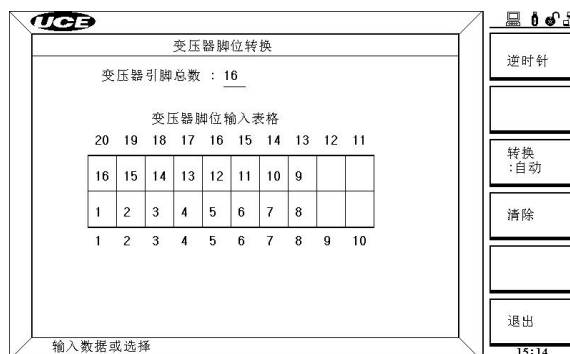 UCE
变压器脚位转换
变压器引脚总数 : 16
变压器脚位输入表格
20 19 18 17 16 15 14 13 12 11
16 15 14 13 12 11 10 9
1 2 3 4 5 6 7 8
1 2 3 4 5 6 7 8 9 10
输入数据或选择
逆时针
转换
:自动
清除
退出
15:14